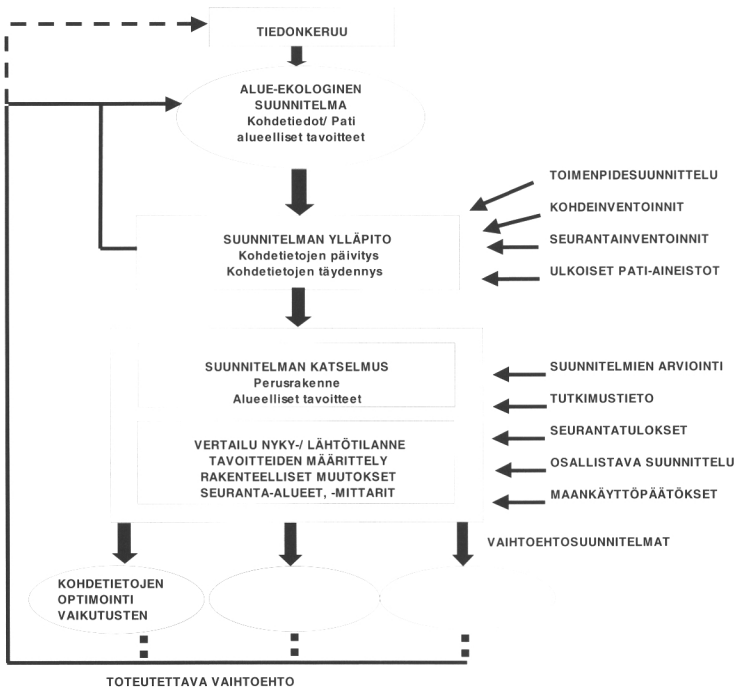 TIEDONKERUU
ALUE-EKOLOGINEN
SUUNNITELMA
Kohdetiedot/ Pati
alueelliset tavoitteet
TOIMENPIDESUUNNITTELU
KOHDEINVENTOINNIT
SEURANTAINVENTOINNIT
ULKOISET PATI-AINEISTOT
SUUNNITELMAN YLLÄPITO
Kohdetietojen päivitys
Kohdetietojen täydennys
SUUNNITELMAN KATSELMUS
Perusrakenne
Alueelliset tavoitteet
VERTAILU NYKY-/ LÄHTÖTILANNE
TAVOITTEIDEN MÄÄRITTELY
RAKENTEELLISET MUUTOKSET
SEURANTA-ALUEET, -MITTARIT
SUUNNITELMIEN ARVIOINTI
TUTKIMUSTIETO
SEURANTATULOKSET
OSALLISTAVA SUUNNITTELU
MAANKÄYTTÖPÄÄTÖKSET
VAIHTOEHTOSUUNNITELMAT
KOHDETIETOJEN
OPTIMOINTI
VAIKUTUSTEN
TOTEUTETTAVA VAIHTOEHTO